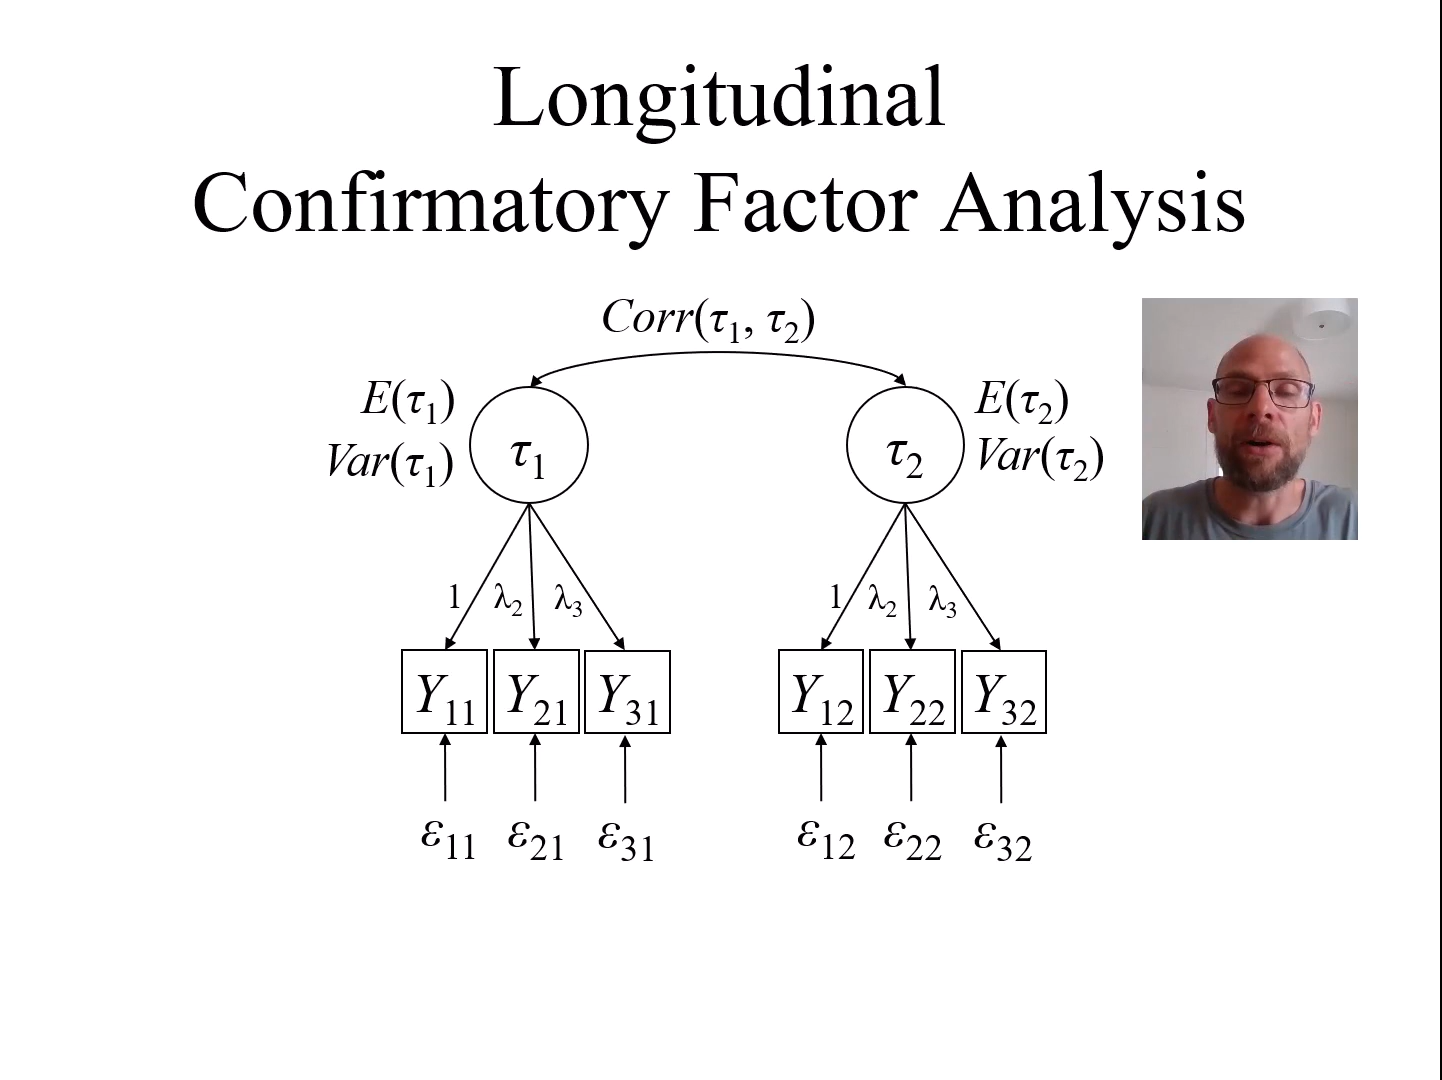 Longitudinal
Confirmatory Factor Analysis
Corr(τ₁, τ₂)
E(τ₁)
Var(τ₁)
τ₁
τ₂
E(τ₂)
Var(τ₂)
1 λ₂ λ₃
1 λ₂ λ₃
Y₁₁ Y₂₁ Y₃₁
Y₁₂ Y₂₂ Y₃₂
ε₁₁ ε₂₁ ε₃₁
ε₁₂ ε₂₂ ε₃₂